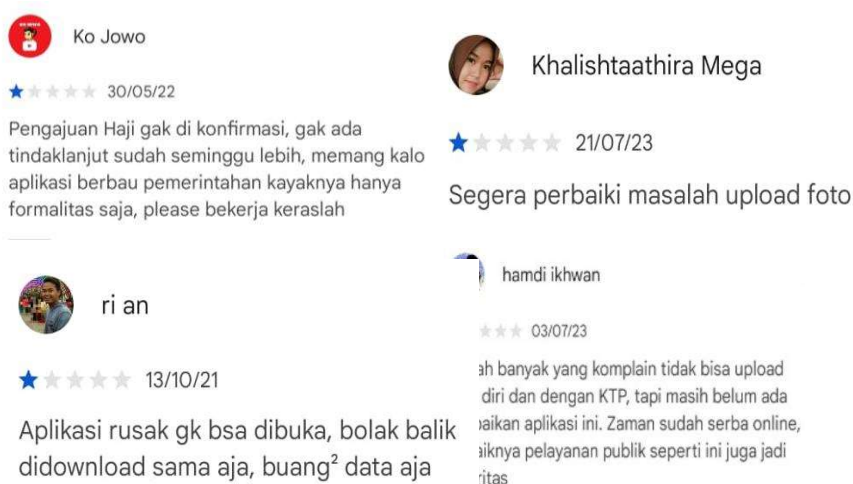 Ko Jowo
30/05/22
Pengajuan Haji gak di konfirmasi, gak ada
tindaklanjut sudah seminggu lebih, memang kalo
aplikasi berbau pemerintahan kayaknya hanya
formalitas saja, please bekerja keraslah
Khalishtaathira Mega
21/07/23
Segera perbaiki masalah upload foto
ri an
13/10/21
Aplikasi rusak gk bsa dibuka, bolak balik
didownload sama aja, buang² data aja
hamdi ikhwan
03/07/23
ah banyak yang komplain tidak bisa upload
diri dan dengan KTP, tapi masih belum ada
aikan aplikasi ini. Zaman sudah serba online,
aiknya pelayanan publik seperti ini juga jadi
ritas